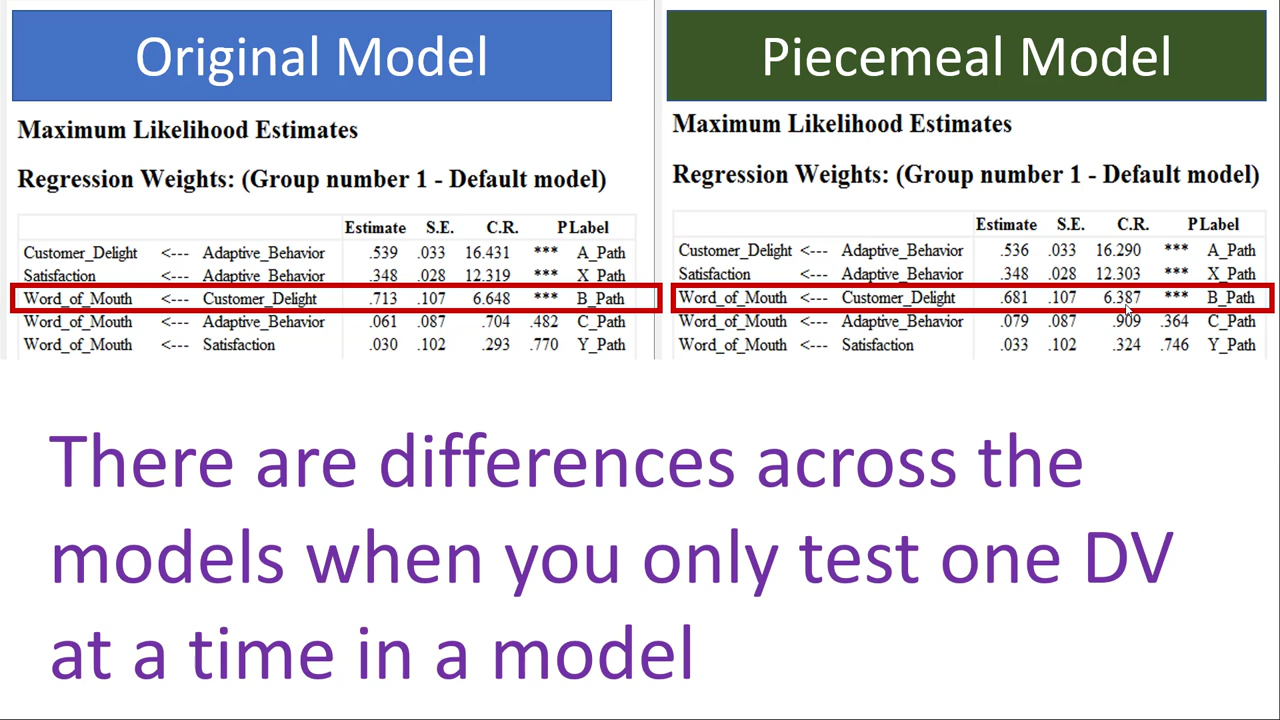 Original Model
Maximum Likelihood Estimates
Regression Weights: (Group number 1 - Default model)
Estimate S.E. C.R. P Label
Customer_Delight <--- Adaptive_Behavior .539 .033 16.431 *** A_Path
Satisfaction <--- Adaptive_Behavior .348 .028 12.319 *** X_Path
Word_of_Mouth <--- Customer_Delight .713 .107 6.648 *** B_Path
Word_of_Mouth <--- Adaptive_Behavior .061 .087 .704 .482 C_Path
Word_of_Mouth <--- Satisfaction .030 .102 .293 .770 Y_Path
Piecemeal Model
Maximum Likelihood Estimates
Regression Weights: (Group number 1 - Default model)
Estimate S.E. C.R. P Label
Customer_Delight <--- Adaptive_Behavior .536 .033 16.290 *** A_Path
Satisfaction <--- Adaptive_Behavior .348 .028 12.303 *** X_Path
Word_of_Mouth <--- Customer_Delight .681 .107 6.387 *** B_Path
Word_of_Mouth <--- Adaptive_Behavior .079 .087 .909 .364 C_Path
Word_of_Mouth <--- Satisfaction .033 .102 .324 .746 Y_Path
There are differences across the
models when you only test one DV
at a time in a model